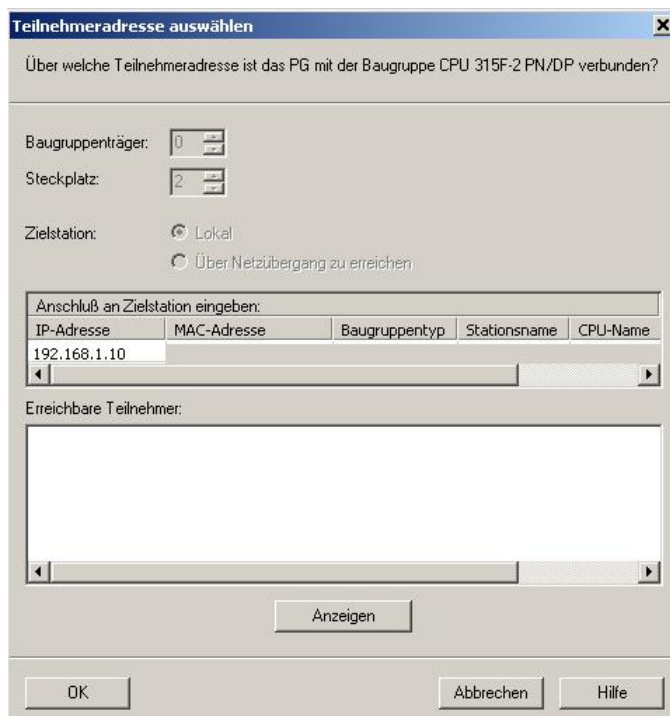 Teilnehmeradresse auswählen
Über welche Teilnehmeradresse ist das PG mit der Baugruppe CPU 315F-2 PN/DP verbunden?
Baugruppenträger: 0
Steckplatz: 2
Zielstation: Lokal
Über Netzübergang zu erreichen
Anschluß an Zielstation eingeben:
IP-Adresse MAC-Adresse Baugruppentyp Stationsname CPU-Name
192.168.1.10
Erreichbare Teilnehmer:
Anzeigen
OK Abbrechen Hilfe